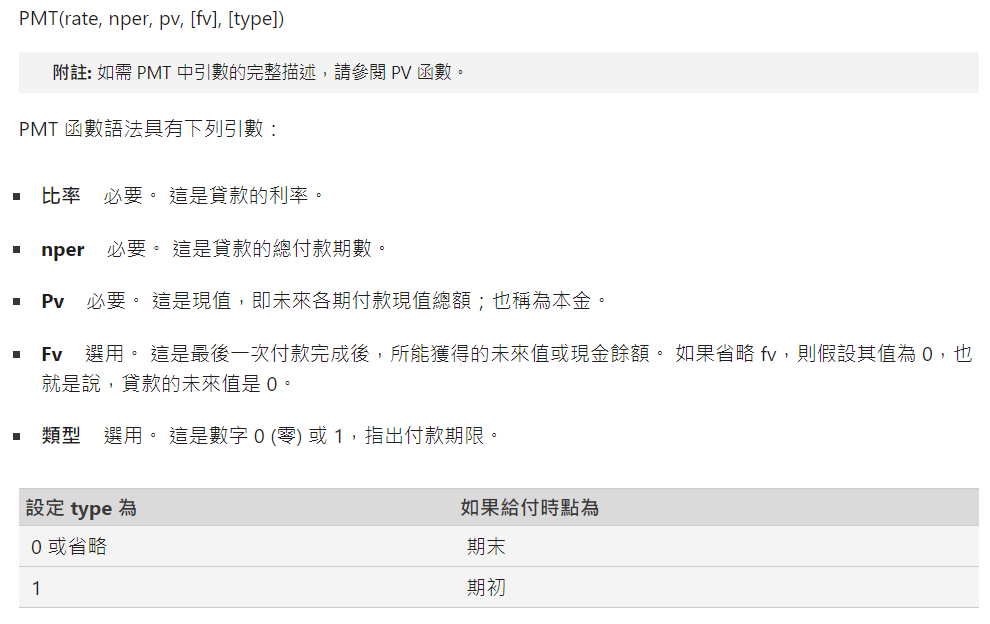 PMT(rate, nper, pv, [fv], [type])
附註: 如需 PMT 中引數的完整描述，請參閱 PV 函數。
PMT 函數語法具有下列引數：
比率 必要。 這是貸款的利率。
nper 必要。 這是貸款的總付款期數。
Pv 必要。 這是現值，即未來各期付款現值總額；也稱為本金。
Fv 選用。 這是最後一次付款完成後，所能獲得的未來值或現金餘額。 如果省略 fv，則假設其值為 0，也
就是說，貸款的未來值是 0。
類型 選用。 這是數字 0 (零) 或 1，指出付款期限。
設定 type 為 如果給付時點為
0 或省略 期末
1 期初